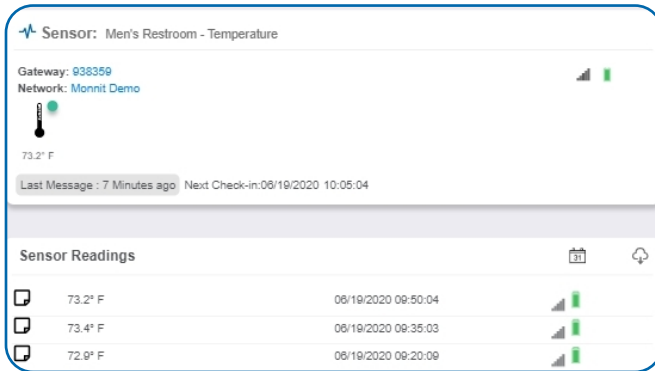 Sensor: Men's Restroom - Temperature
Gateway: 938359
Network: Monnit Demo
73.2° F
Last Message : 7 Minutes ago Next Check-in:06/19/2020 10:05:04
Sensor Readings 31
73.2° F 06/19/2020 09:50:04
73.4° F 06/19/2020 09:35:03
72.9° F 06/19/2020 09:20:09